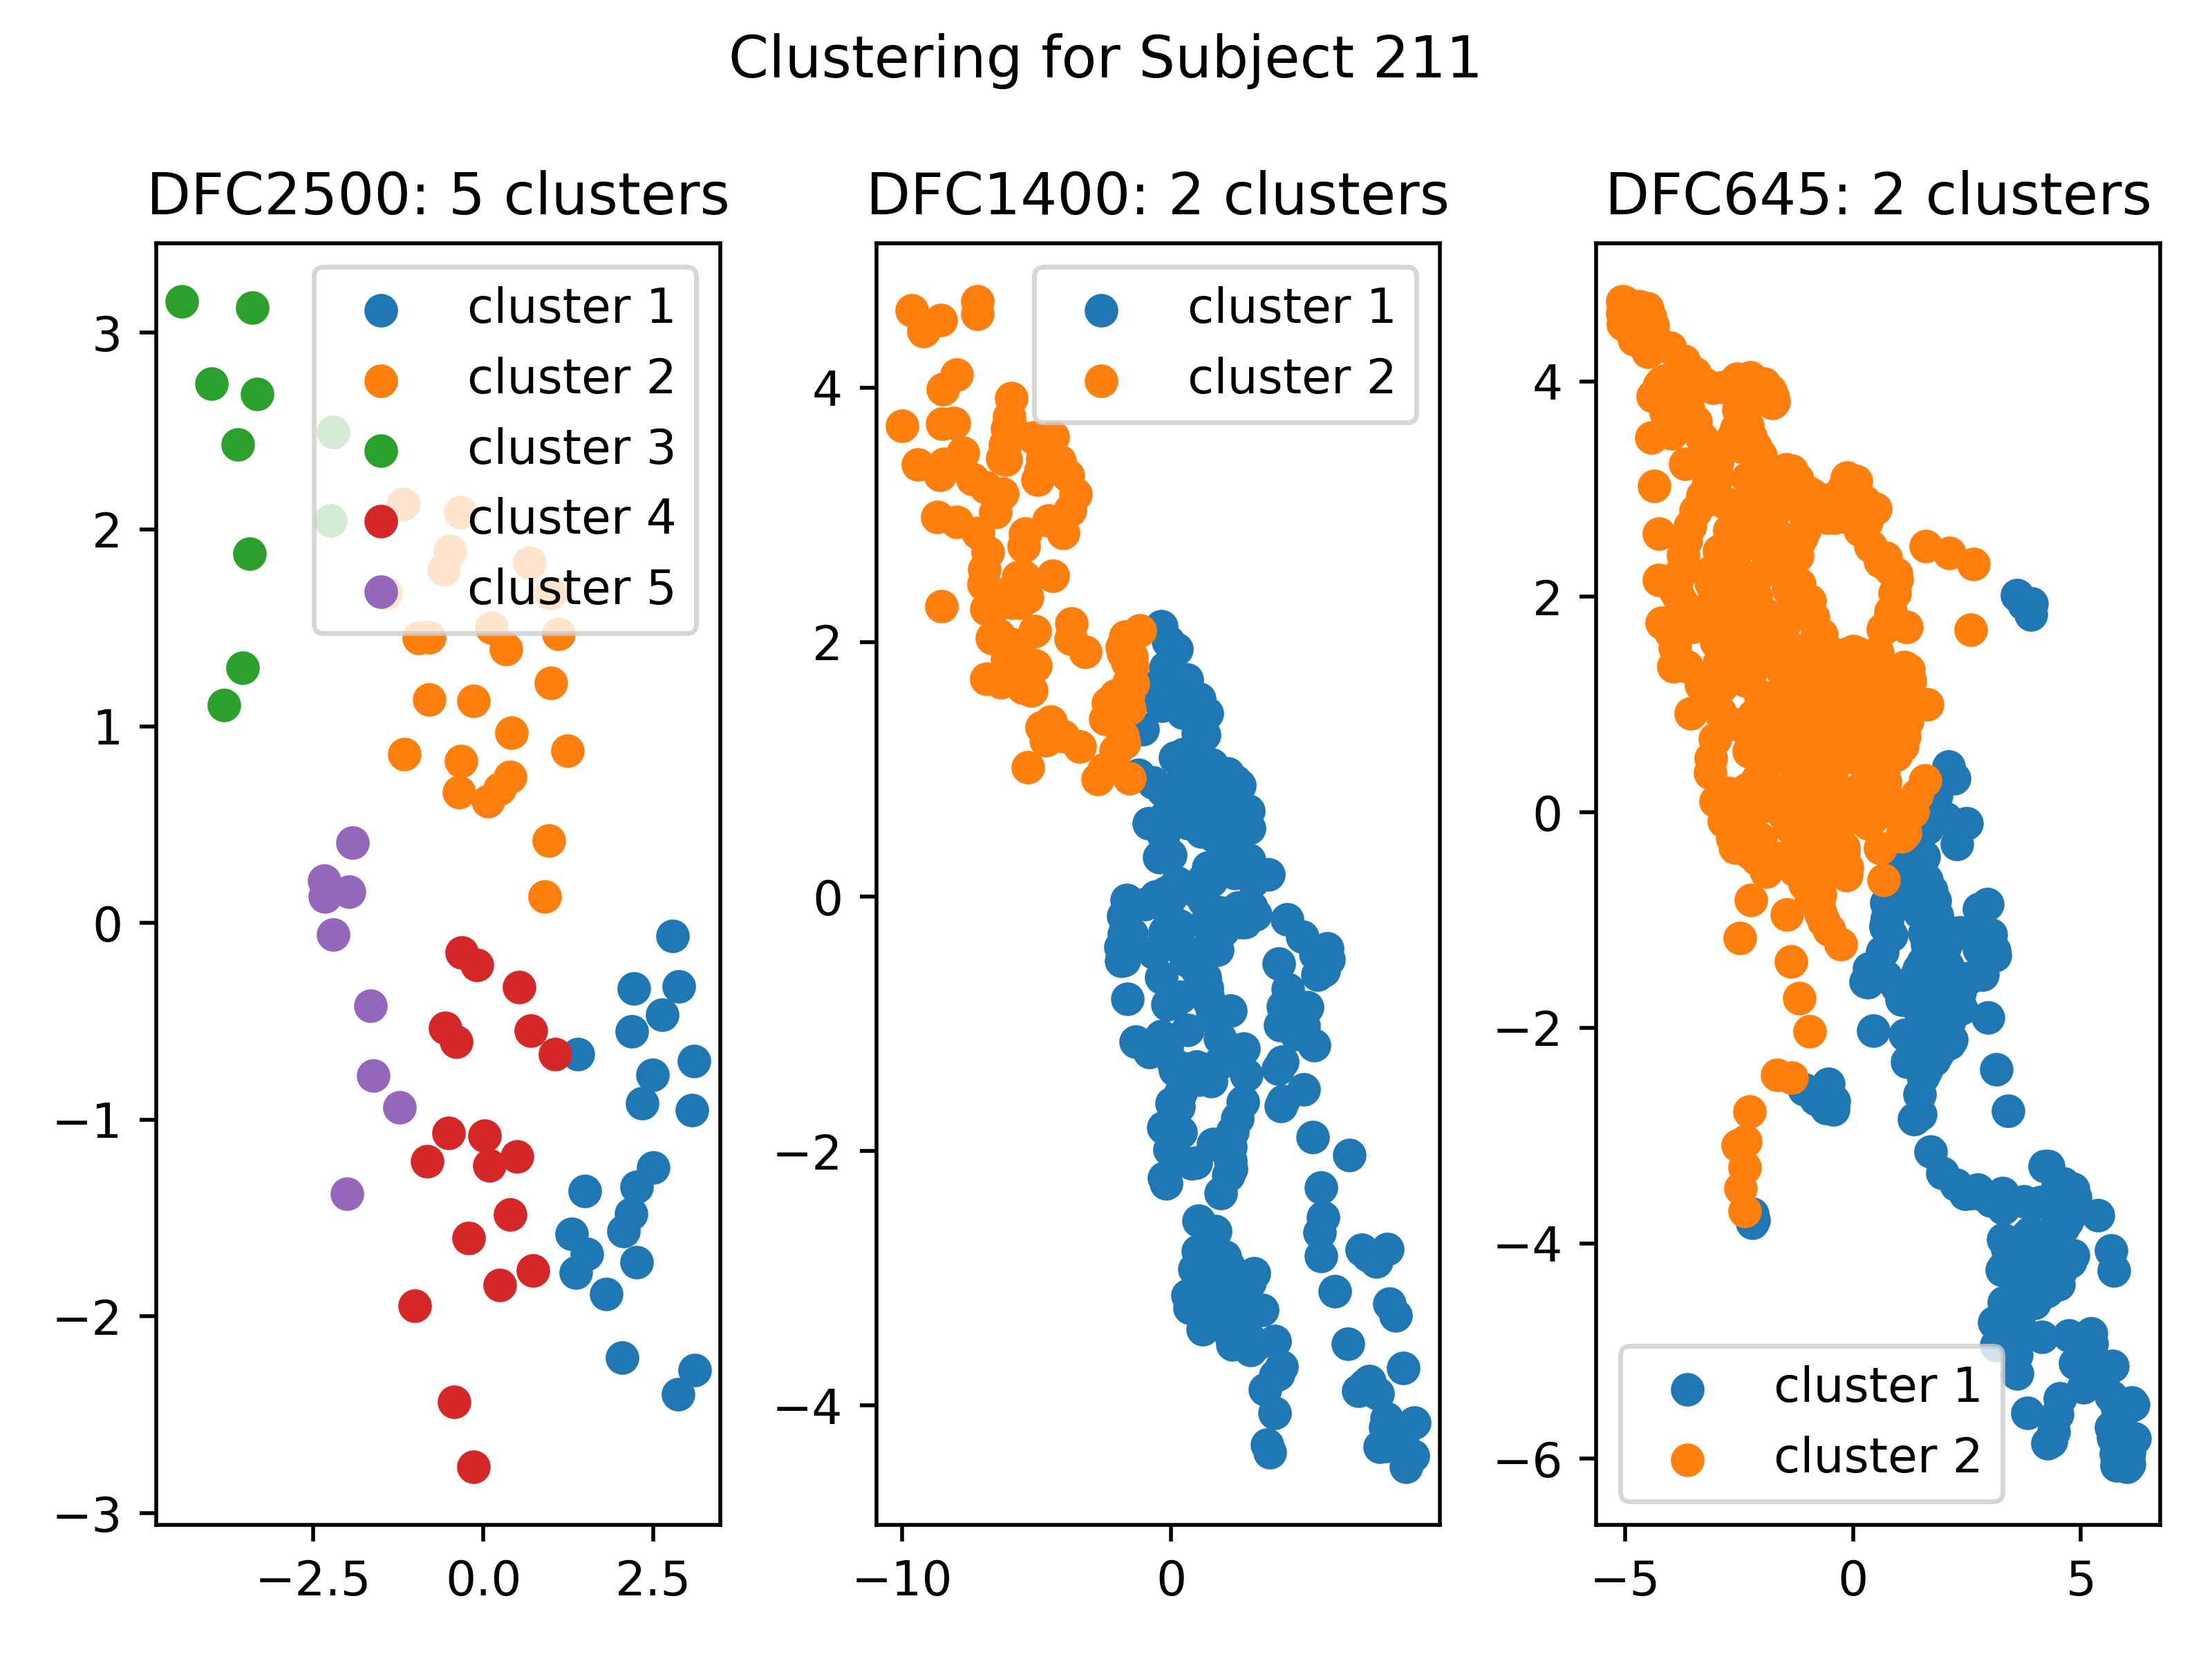 Clustering for Subject 211
DFC2500: 5 clusters
cluster 1
cluster 2
cluster 3
cluster 4
cluster 5
3
2
1
0
−1
−2
−3
−2.5 0.0 2.5
DFC1400: 2 clusters
cluster 1
cluster 2
4
2
0
−2
−4
−10 0
DFC645: 2 clusters
4
2
0
−2
−4
−6
cluster 1
cluster 2
−5 0 5